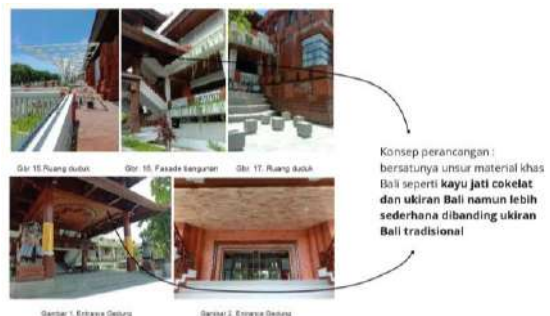 Gbr 15.Ruang duduk
Gbr. 16. Fasade bangunan
Gbr. 17. Ruang duduk
Konsep perancangan :
bersatunya unsur material khas
Bali seperti kayu jati cokelat
dan ukiran Bali namun lebih
sederhana dibanding ukiran
Bali tradisional
Gambar 1. Entrance Gedung
Gambar 2. Entrance Gedung